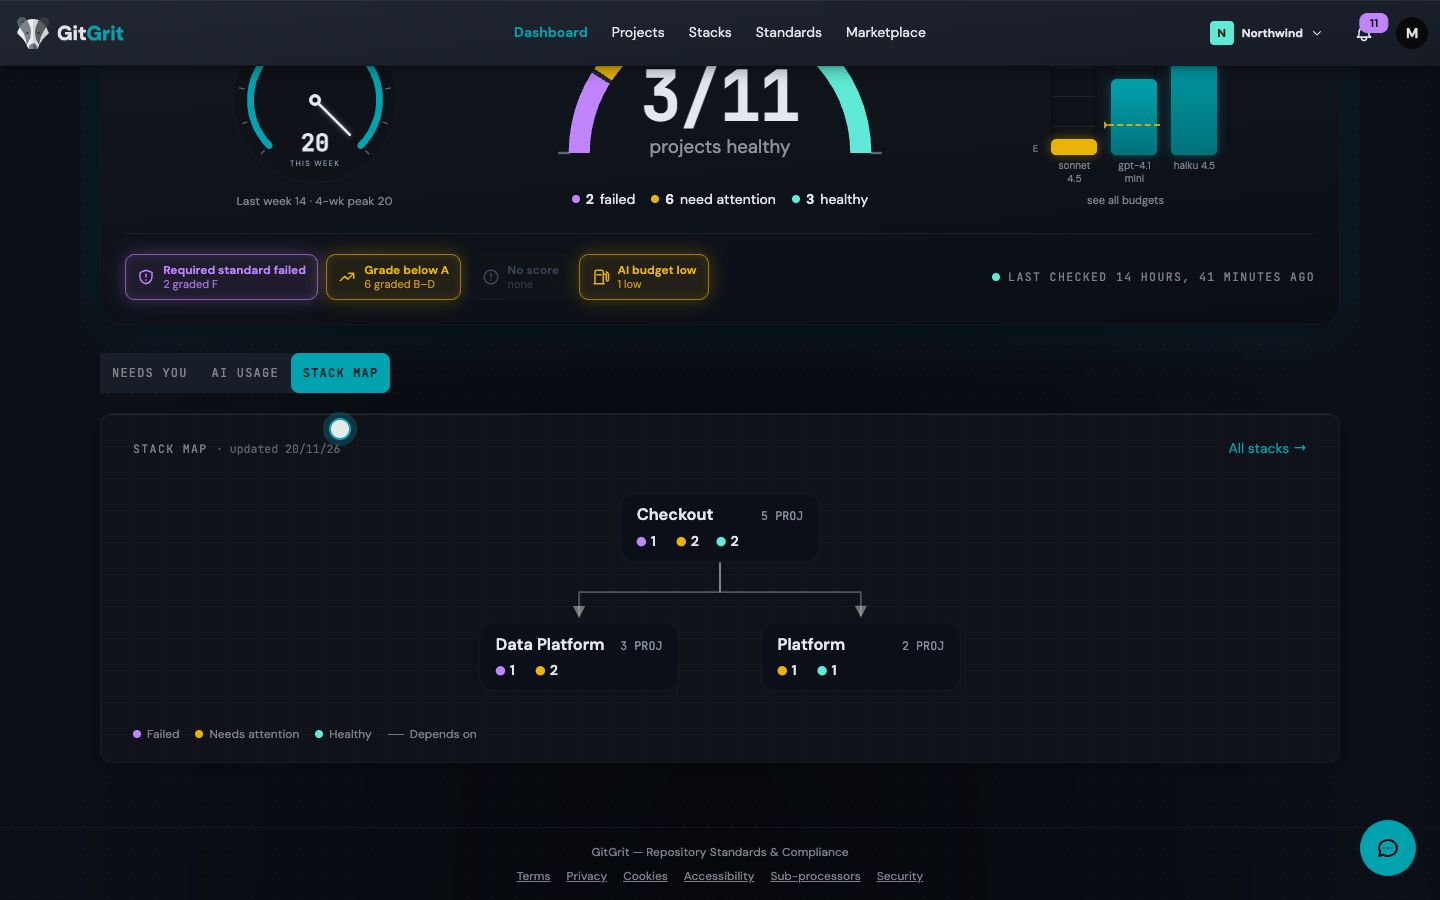 GitGrit
Dashboard Projects Stacks Standards Marketplace
N Northwind
11
M
20
THIS WEEK
Last week 14 · 4-wk peak 20
3/11
projects healthy
2 failed 6 need attention 3 healthy
E
sonnet 4.5
gpt-4.1 mini
haiku 4.5
see all budgets
Required standard failed
2 graded F
Grade below A
6 graded B–D
No score
none
AI budget low
1 low
LAST CHECKED 14 HOURS, 41 MINUTES AGO
NEEDS YOU AI USAGE STACK MAP
STACK MAP · updated 20/11/26
All stacks →
Checkout 5 PROJ
1 2 2
Data Platform 3 PROJ
1 2
Platform 2 PROJ
1 1
Failed Needs attention Healthy Depends on
GitGrit — Repository Standards & Compliance
Terms Privacy Cookies Accessibility Sub-processors Security